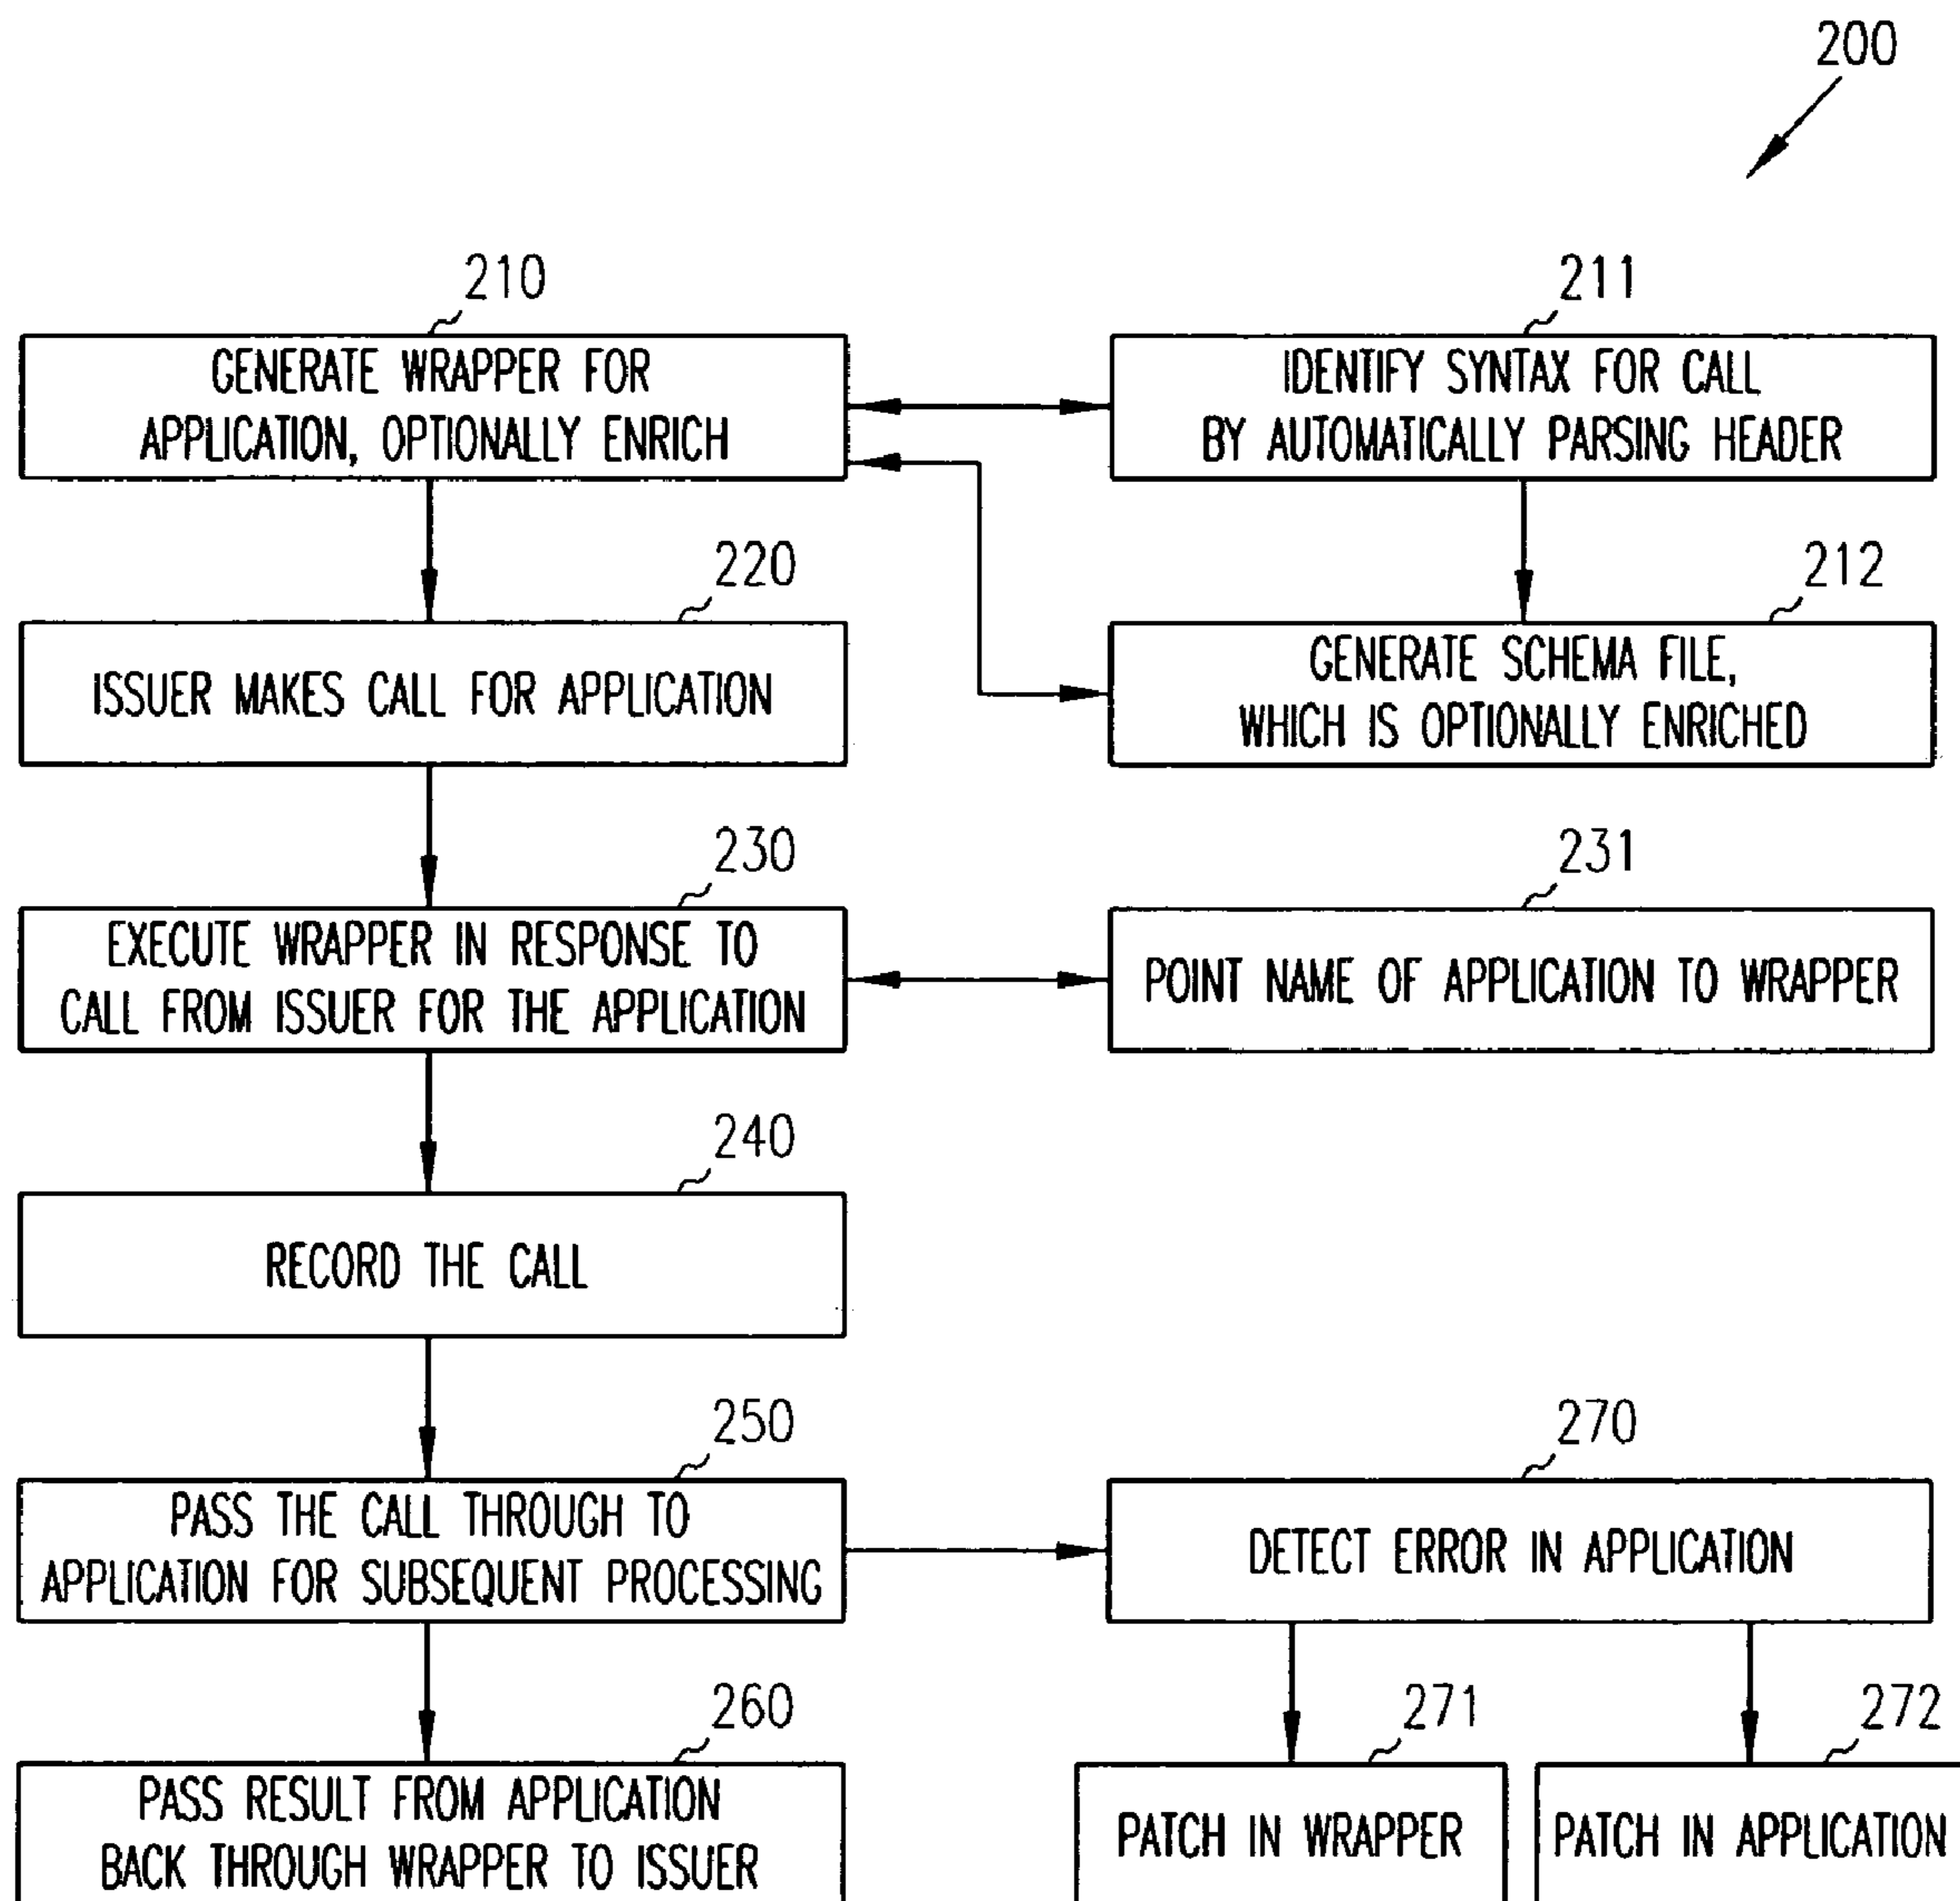 200
210
GENERATE WRAPPER FOR
APPLICATION, OPTIONALLY ENRICH
211
IDENTIFY SYNTAX FOR CALL
BY AUTOMATICALLY PARSING HEADER
220
ISSUER MAKES CALL FOR APPLICATION
212
GENERATE SCHEMA FILE,
WHICH IS OPTIONALLY ENRICHED
230
EXECUTE WRAPPER IN RESPONSE TO
CALL FROM ISSUER FOR THE APPLICATION
231
POINT NAME OF APPLICATION TO WRAPPER
240
RECORD THE CALL
250
PASS THE CALL THROUGH TO
APPLICATION FOR SUBSEQUENT PROCESSING
270
DETECT ERROR IN APPLICATION
260
PASS RESULT FROM APPLICATION
BACK THROUGH WRAPPER TO ISSUER
271
PATCH IN WRAPPER
272
PATCH IN APPLICATION